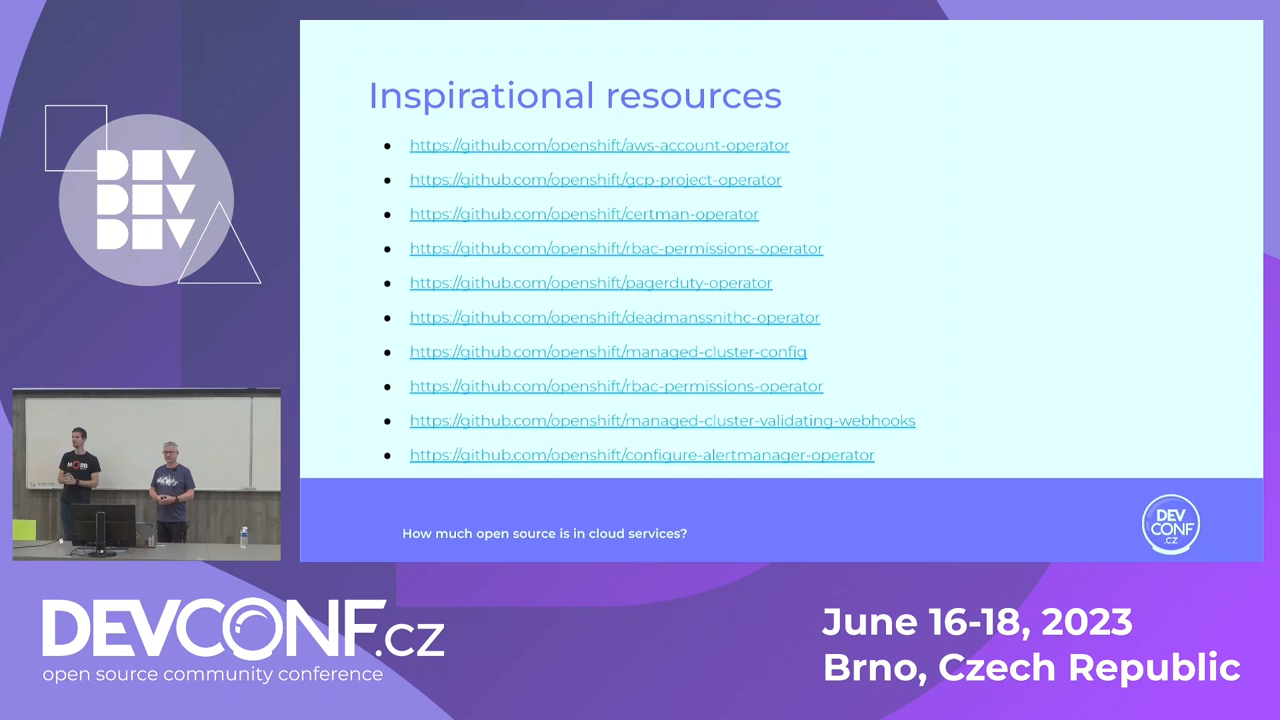 DEV
DEV
DEV
Inspirational resources
https://github.com/openshift/aws-account-operator
https://github.com/openshift/gcp-project-operator
https://github.com/openshift/certman-operator
https://github.com/openshift/rbac-permissions-operator
https://github.com/openshift/pagerduty-operator
https://github.com/openshift/deadmanssnithc-operator
https://github.com/openshift/managed-cluster-config
https://github.com/openshift/rbac-permissions-operator
https://github.com/openshift/managed-cluster-validating-webhooks
https://github.com/openshift/configure-alertmanager-operator
How much open source is in cloud services?
DEV
CONF
.CZ
DEVCONF.cz
open source community conference
June 16-18, 2023
Brno, Czech Republic